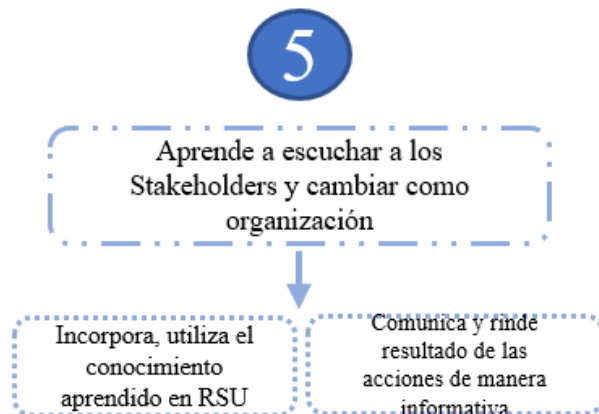 5
Aprende a escuchar a los
Stakeholders y cambiar como
organización
Incorpora, utiliza el
conocimiento
aprendido en RSU
Comunica y rinde
resultado de las
acciones de manera
informativa